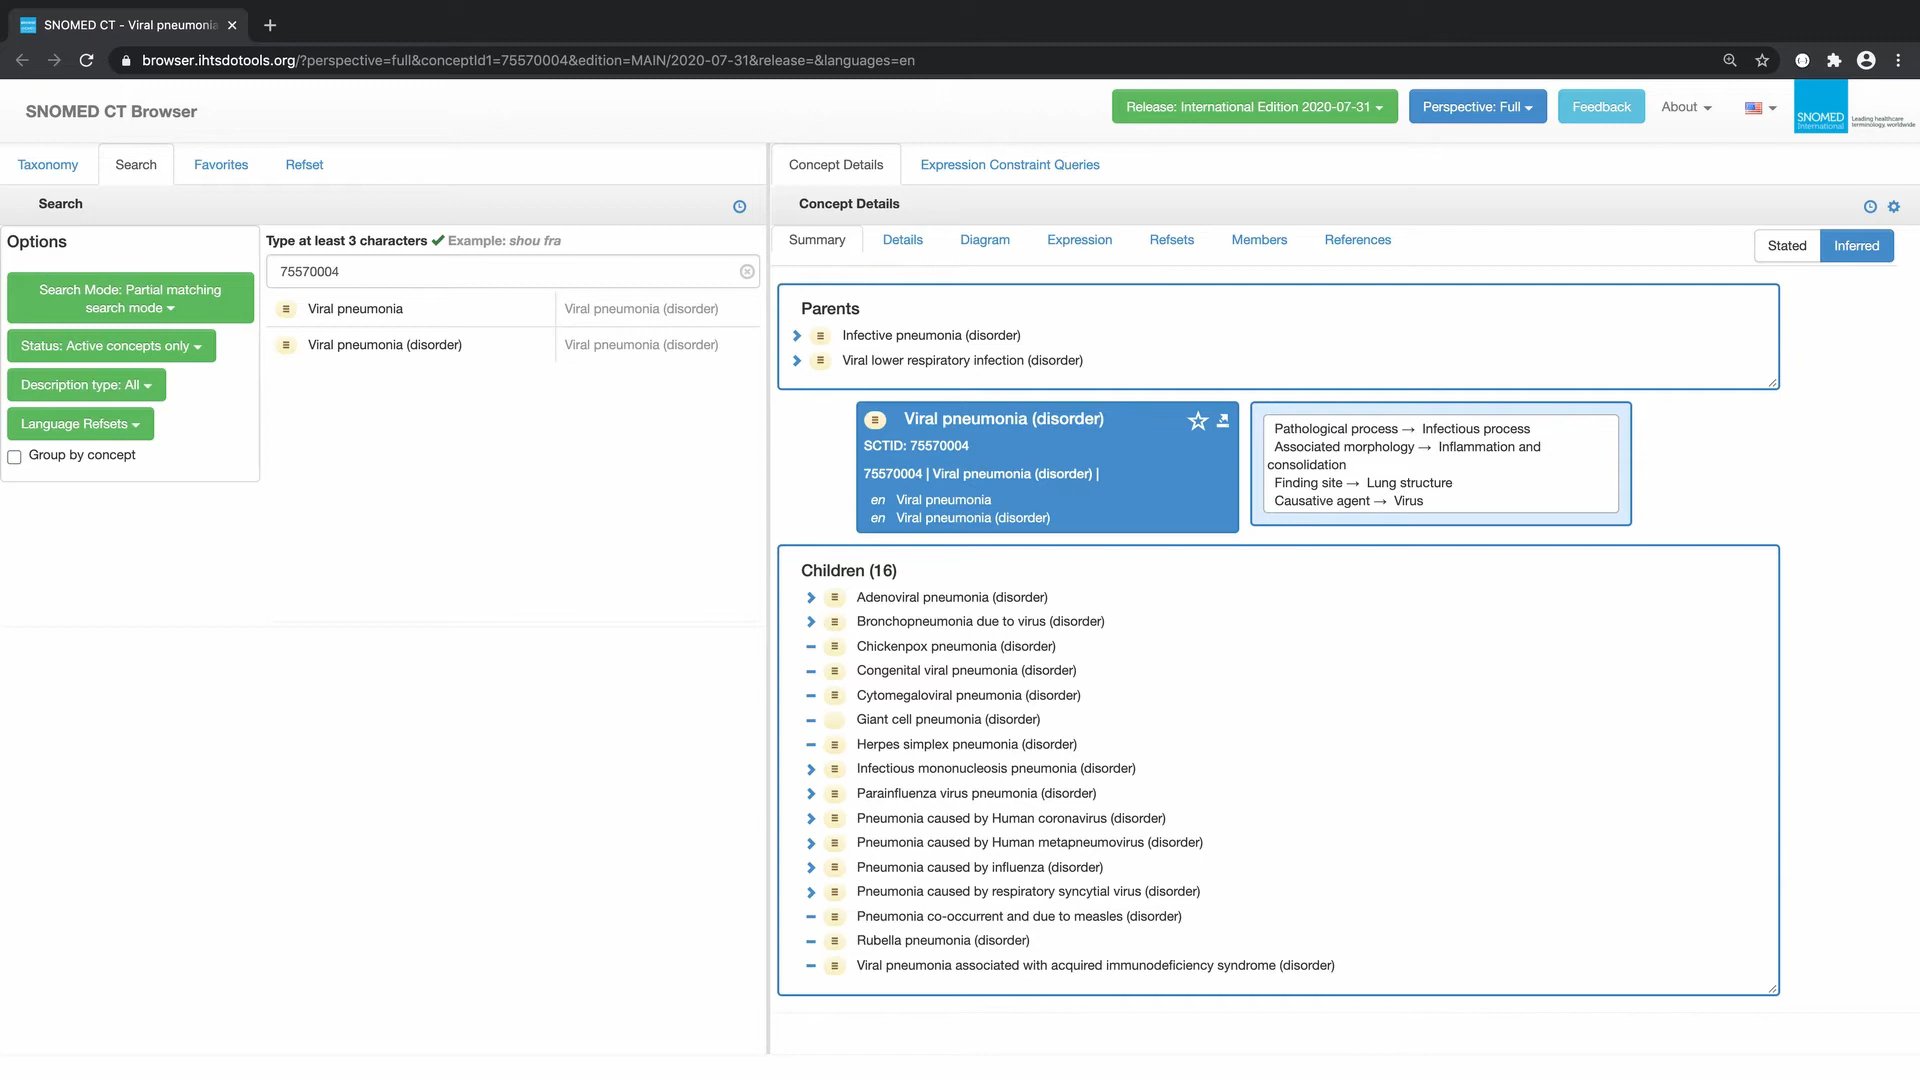 SNOMED CT - Viral pneumonia
browser.ihtsdotools.org/?perspective=full&conceptId1=75570004&edition=MAIN/2020-07-31&release=&languages=en
SNOMED CT Browser
Release: International Edition 2020-07-31
Perspective: Full
Feedback
About
SNOMED
International
Leading healthcare
terminology, worldwide
Taxonomy
Search
Favorites
Refset
Search
Options
Search Mode: Partial matching
search mode
Status: Active concepts only
Description type: All
Language Refsets
Group by concept
Type at least 3 characters ✔ Example: shou fra
75570004
Viral pneumonia
Viral pneumonia (disorder)
Viral pneumonia (disorder)
Viral pneumonia (disorder)
Concept Details
Expression Constraint Queries
Concept Details
Summary
Details
Diagram
Expression
Refsets
Members
References
Stated
Inferred
Parents
Infective pneumonia (disorder)
Viral lower respiratory infection (disorder)
Viral pneumonia (disorder)
SCTID: 75570004
75570004 | Viral pneumonia (disorder) |
en Viral pneumonia
en Viral pneumonia (disorder)
Pathological process → Infectious process
Associated morphology → Inflammation and
consolidation
Finding site → Lung structure
Causative agent → Virus
Children (16)
Adenoviral pneumonia (disorder)
Bronchopneumonia due to virus (disorder)
Chickenpox pneumonia (disorder)
Congenital viral pneumonia (disorder)
Cytomegaloviral pneumonia (disorder)
Giant cell pneumonia (disorder)
Herpes simplex pneumonia (disorder)
Infectious mononucleosis pneumonia (disorder)
Parainfluenza virus pneumonia (disorder)
Pneumonia caused by Human coronavirus (disorder)
Pneumonia caused by Human metapneumovirus (disorder)
Pneumonia caused by influenza (disorder)
Pneumonia caused by respiratory syncytial virus (disorder)
Pneumonia co-occurrent and due to measles (disorder)
Rubella pneumonia (disorder)
Viral pneumonia associated with acquired immunodeficiency syndrome (disorder)